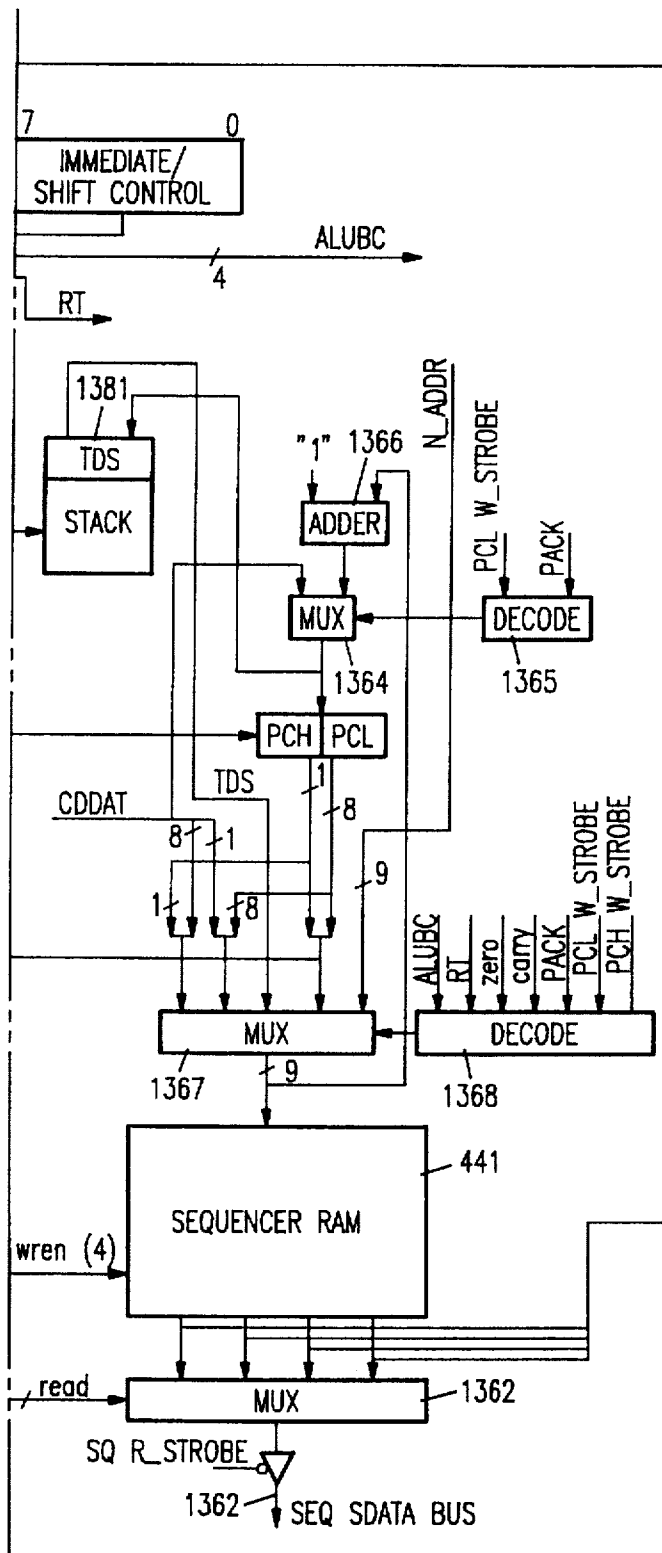 7 0
IMMEDIATE/
SHIFT CONTROL
ALUBC
4
RT
1381
TDS
STACK
"1"
1366
ADDER
N_ADDR
PCL W_STROBE
PACK
MUX
1364
DECODE
1365
PCH PCL
TDS
1
8
CDDAT
8
1
1
8
9
ALUBC
RT
zero
carry
PACK
PCL W_STROBE
PCH W_STROBE
MUX
DECODE
1367
9
1368
441
SEQUENCER RAM
wren (4)
read
MUX
1362
SQ R_STROBE
1362
SEQ SDATA BUS